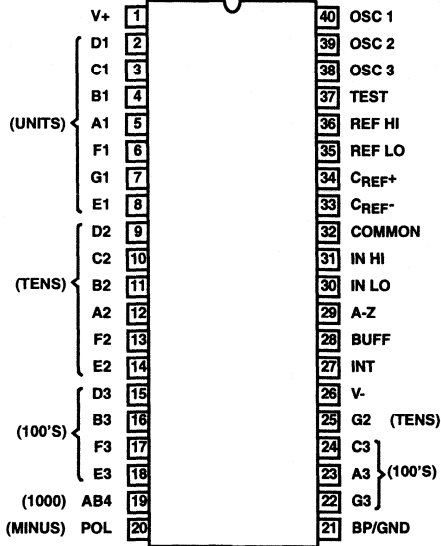 V+ 1 40 OSC 1
D1 2 39 OSC 2
C1 3 38 OSC 3
B1 4 37 TEST
(UNITS) A1 5 36 REF HI
F1 6 35 REF LO
G1 7 34 CREF+
E1 8 33 CREF-
D2 9 32 COMMON
C2 10 31 IN HI
(TENS) B2 11 30 IN LO
A2 12 29 A-Z
F2 13 28 BUFF
E2 14 27 INT
D3 15 26 V-
B3 16 25 G2 (TENS)
(100'S) F3 17 24 C3
E3 18 23 A3 (100'S)
(1000) AB4 19 22 G3
(MINUS) POL 20 21 BP/GND